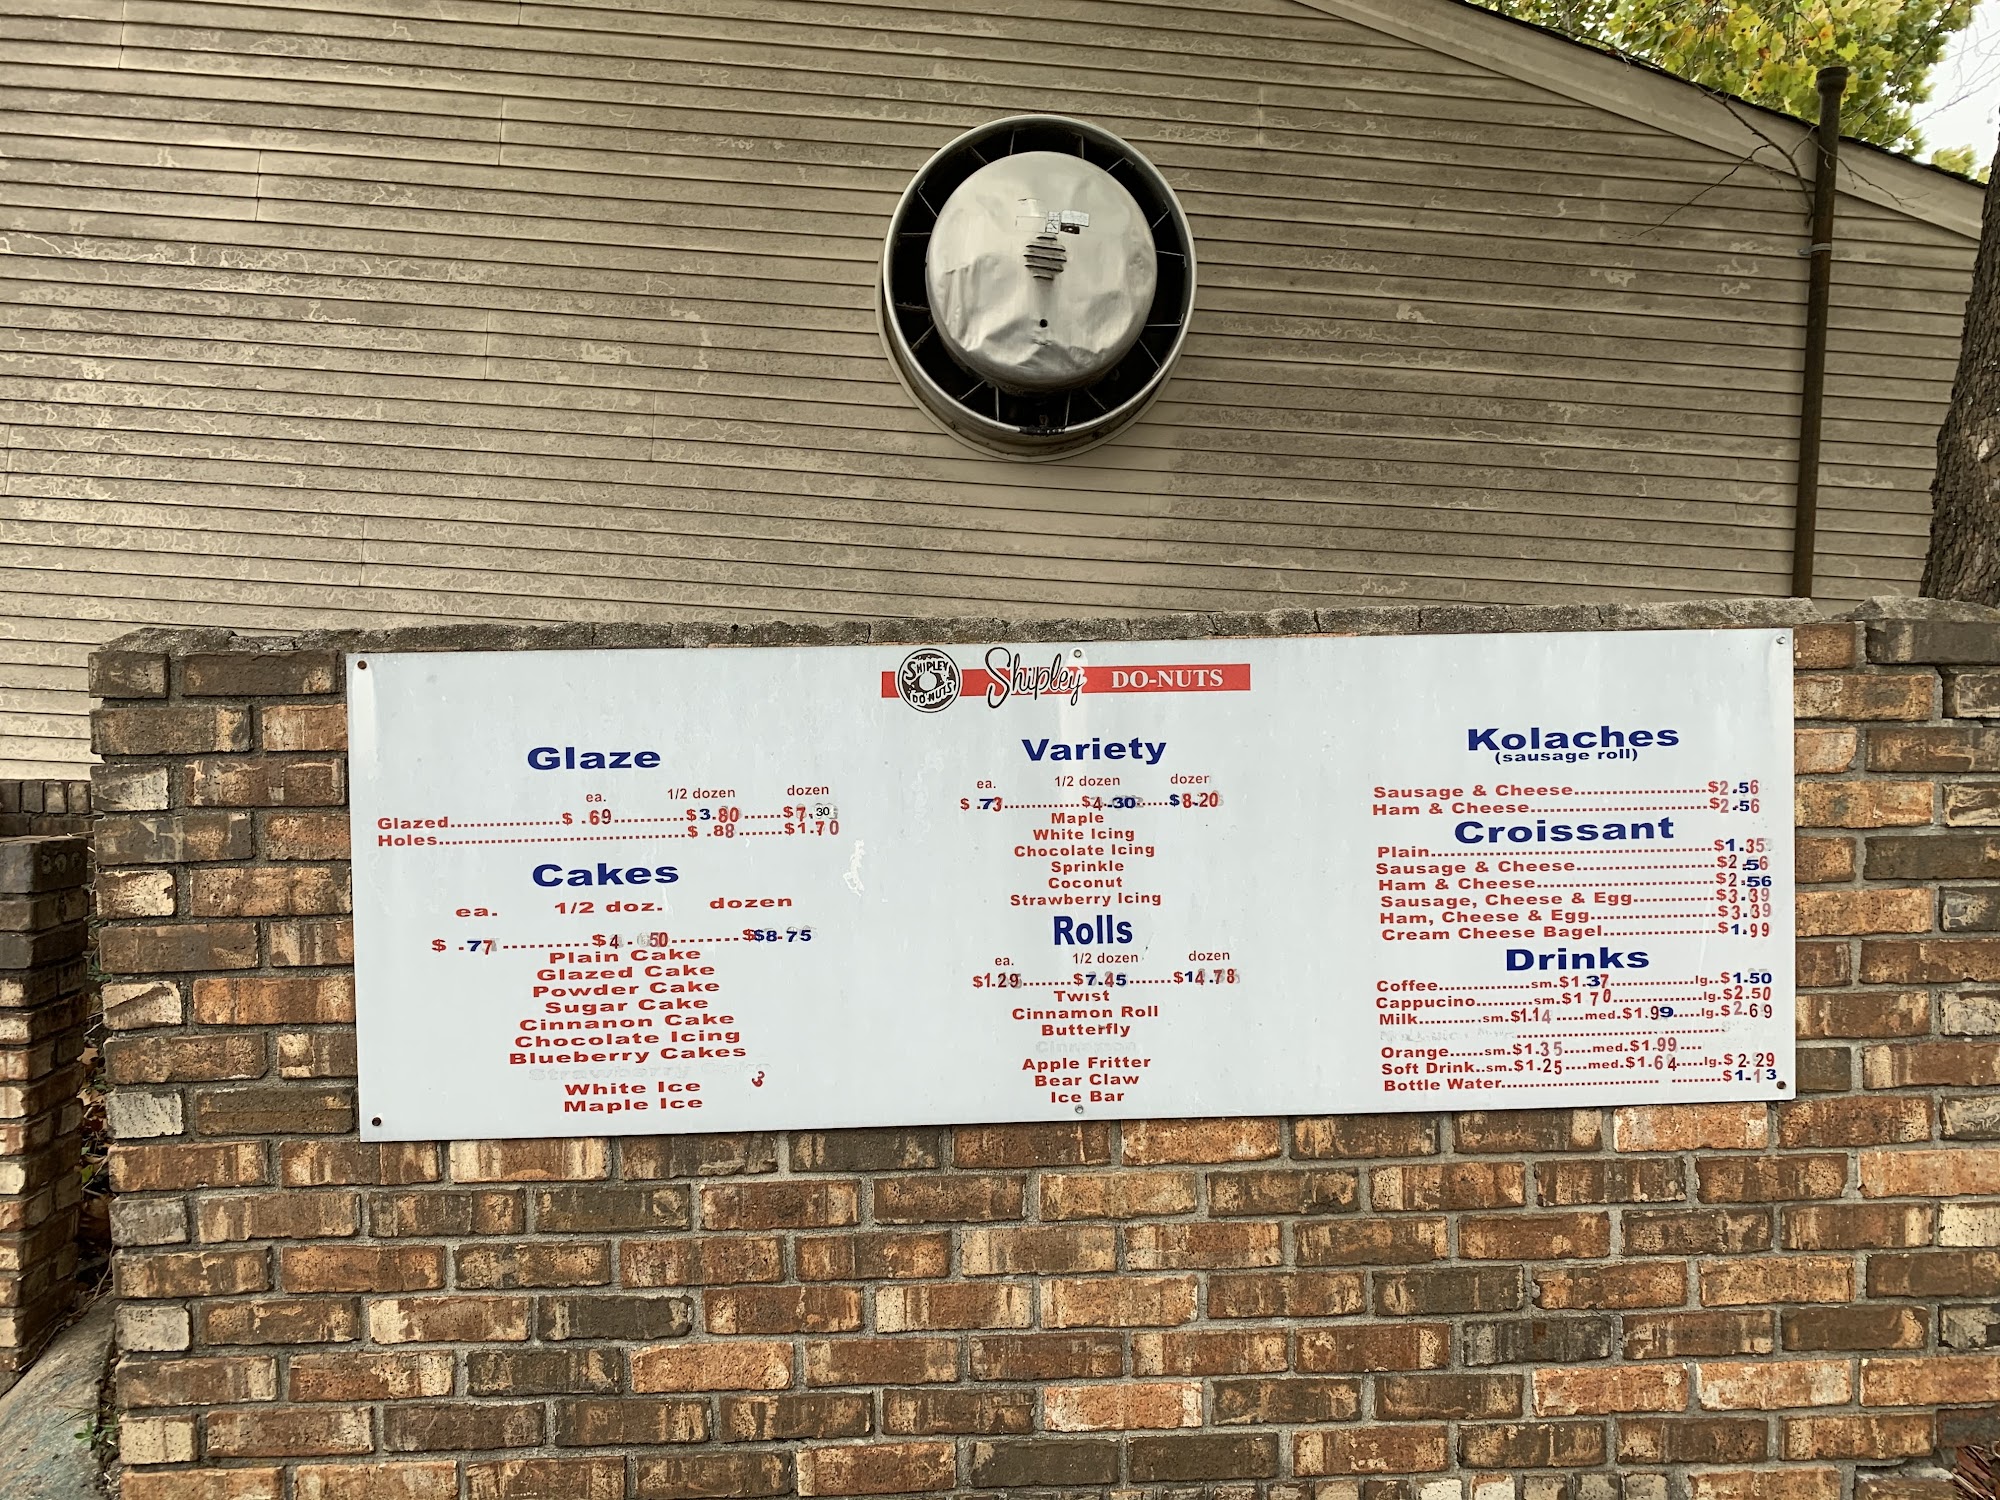 SHIPLEY DO-NUTS Shipley DO-NUTS
Glaze
ea. 1/2 dozen dozen
Glazed....................$ .69.............$3.80......$7.30
Holes.............................................$ .88.......$1.70
Cakes
ea. 1/2 doz. dozen
$ .77 ............$4.50.........$8.75
Plain Cake
Glazed Cake
Powder Cake
Sugar Cake
Cinnanon Cake
Chocolate Icing
Blueberry Cakes
Strawberry Cake
White Ice
Maple Ice
Variety
ea. 1/2 dozen dozen
$ .73..............$4.30......$8.20
Maple
White Icing
Chocolate Icing
Sprinkle
Coconut
Strawberry Icing
Rolls
ea. 1/2 dozen dozen
$1.29.........$7.45.......$14.78
Twist
Cinnamon Roll
Butterfly
Cinnamon
Apple Fritter
Bear Claw
Ice Bar
Kolaches
(sausage roll)
Sausage & Cheese.......................$2.56
Ham & Cheese...............................$2.56
Croissant
Plain.................................................$1.35
Sausage & Cheese........................$2.56
Ham & Cheese...............................$2.56
Sausage, Cheese & Egg..............$3.39
Ham, Cheese & Egg......................$3.39
Cream Cheese Bagel...................$1.99
Drinks
Coffee................sm.$1.37...............lg..$1.50
Cappucino..........sm.$1.70................lg.$2.50
Milk...........sm.$1.14 .....med.$1.99....lg.$2.69
Orange......sm.$1.35.....med.$1.99....
Soft Drink..sm.$1.25....med.$1.64.....lg.$2.29
Bottle Water...........................................$1.13